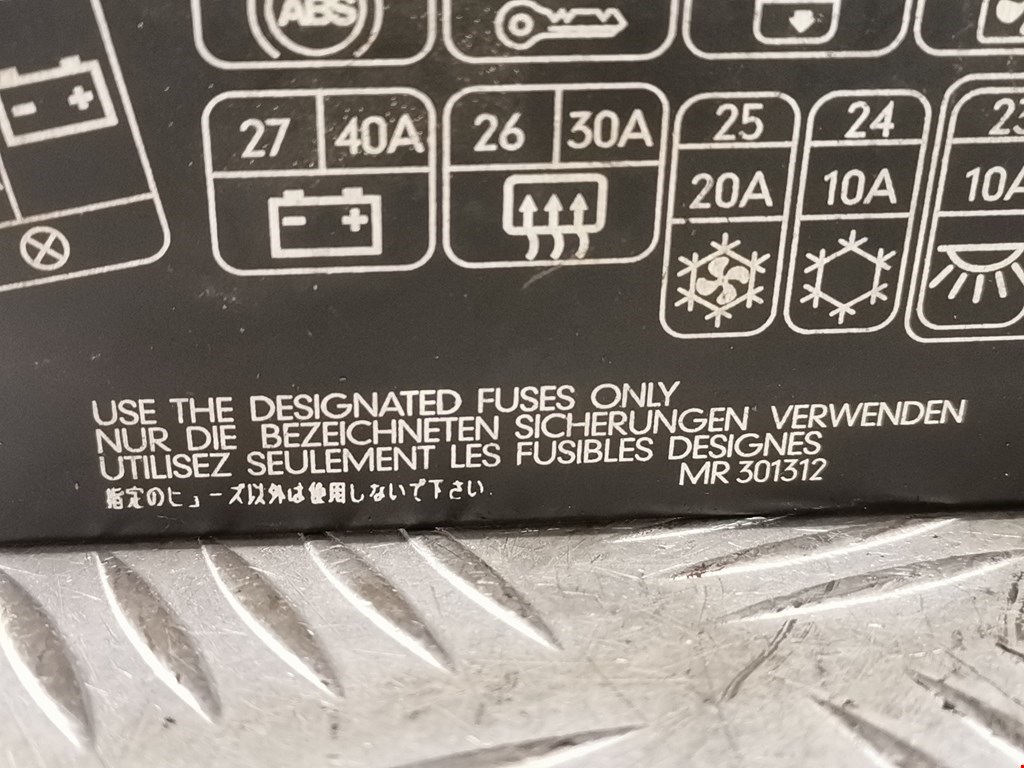 ABS
27 40A 26 30A 25 24 23
20A 10A 10A
USE THE DESIGNATED FUSES ONLY
NUR DIE BEZEICHNETEN SICHERUNGEN VERWENDEN
UTILISEZ SEULEMENT LES FUSIBLES DESIGNES
MR 301312
指定のヒューズ以外は使用しないで下さい.